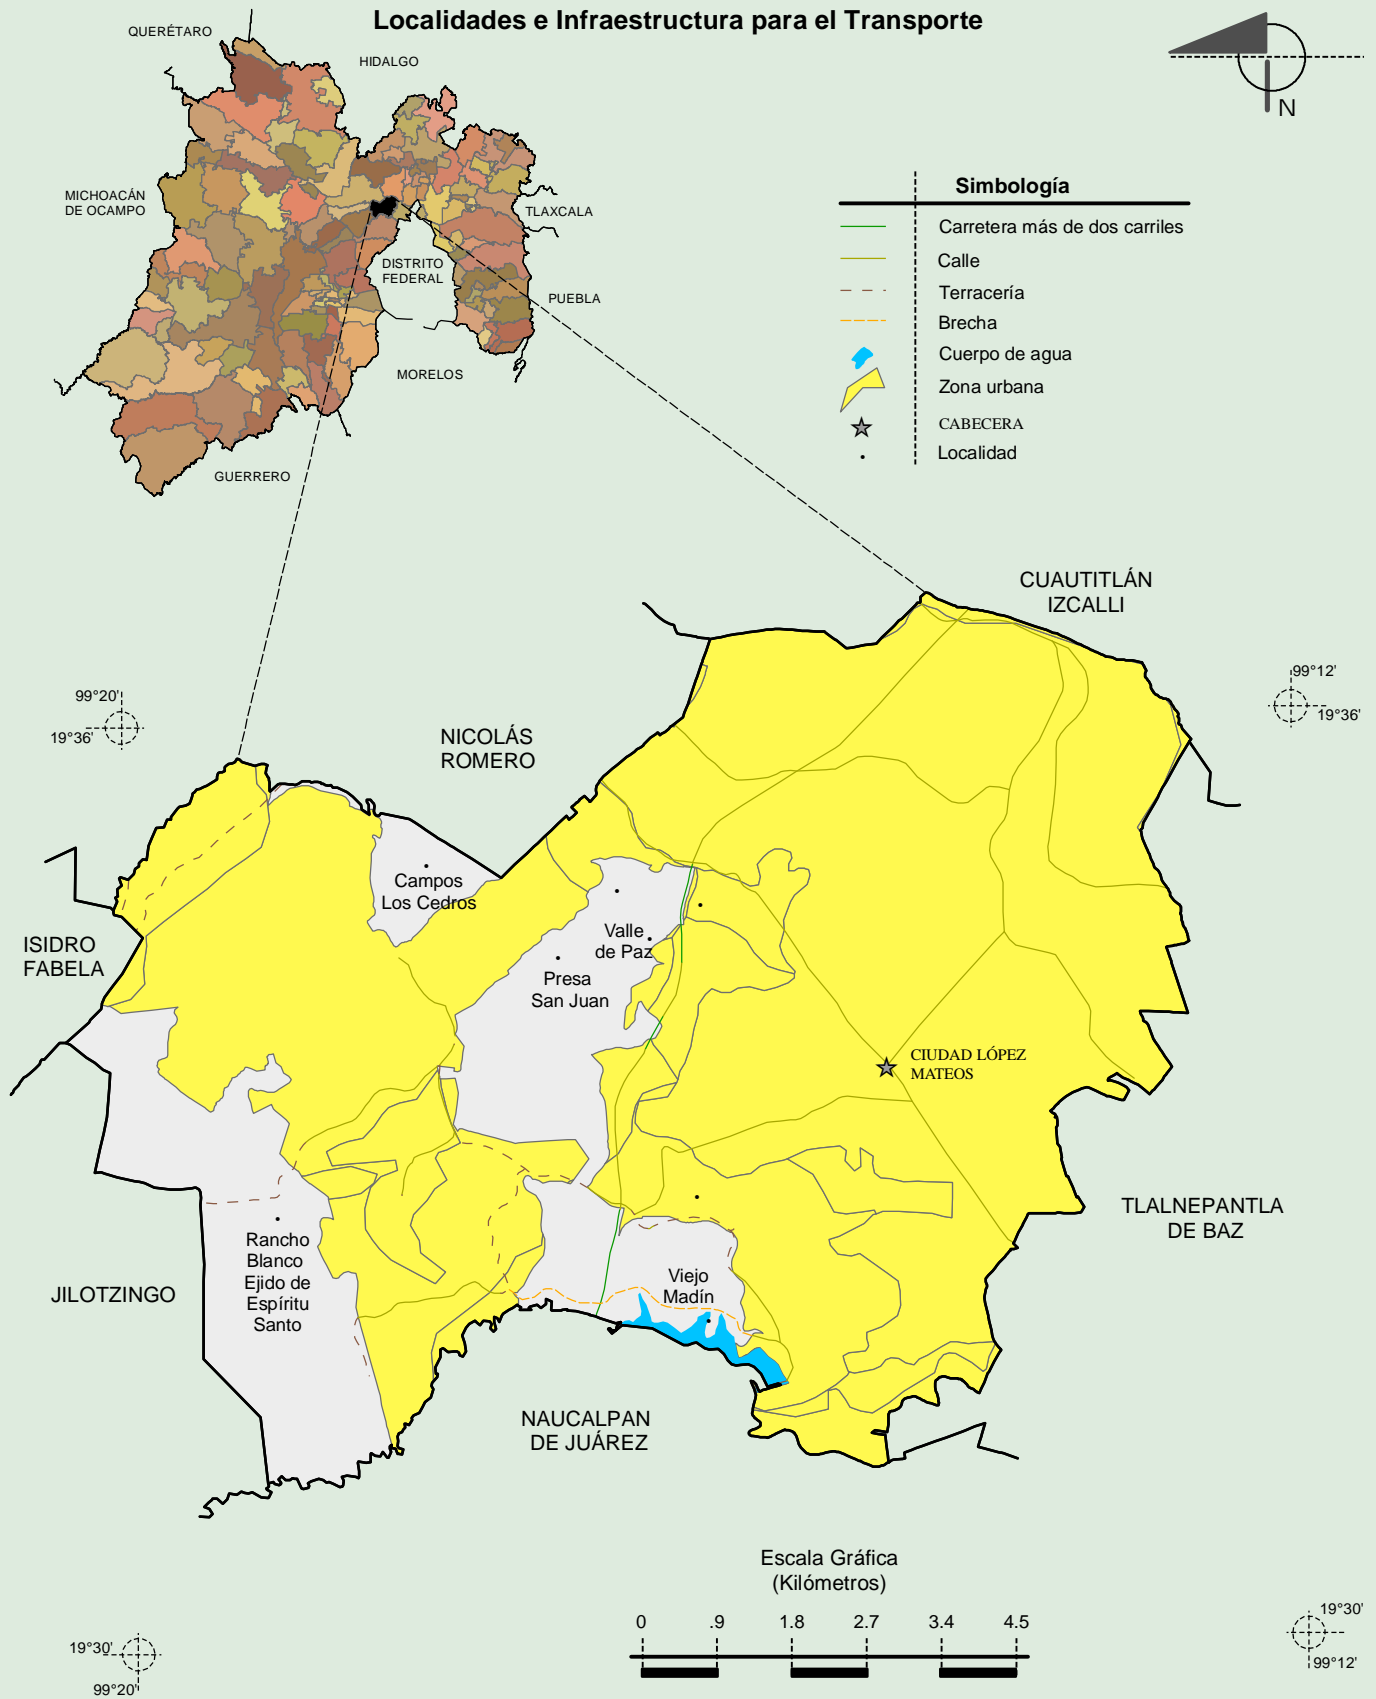 Localidades e Infraestructura para el Transporte
QUERÉTARO
HIDALGO
MICHOACÁN
DE OCAMPO
TLAXCALA
DISTRITO
FEDERAL
PUEBLA
MORELOS
GUERRERO
N
Simbología
Carretera más de dos carriles
Calle
Terracería
Brecha
Cuerpo de agua
Zona urbana
CABECERA
Localidad
CUAUTITLÁN
IZCALLI
99°20'
19°36'
99°12'
19°36'
NICOLÁS
ROMERO
Campos
Los Cedros
ISIDRO
FABELA
Valle
de Paz
Presa
San Juan
CIUDAD LÓPEZ
MATEOS
TLALNEPANTLA
DE BAZ
JILOTZINGO
Rancho
Blanco
Ejido de
Espíritu
Santo
Viejo
Madín
NAUCALPAN
DE JUÁREZ
Escala Gráfica
(Kilómetros)
0 .9 1.8 2.7 3.4 4.5
19°30'
99°20'
19°30'
99°12'